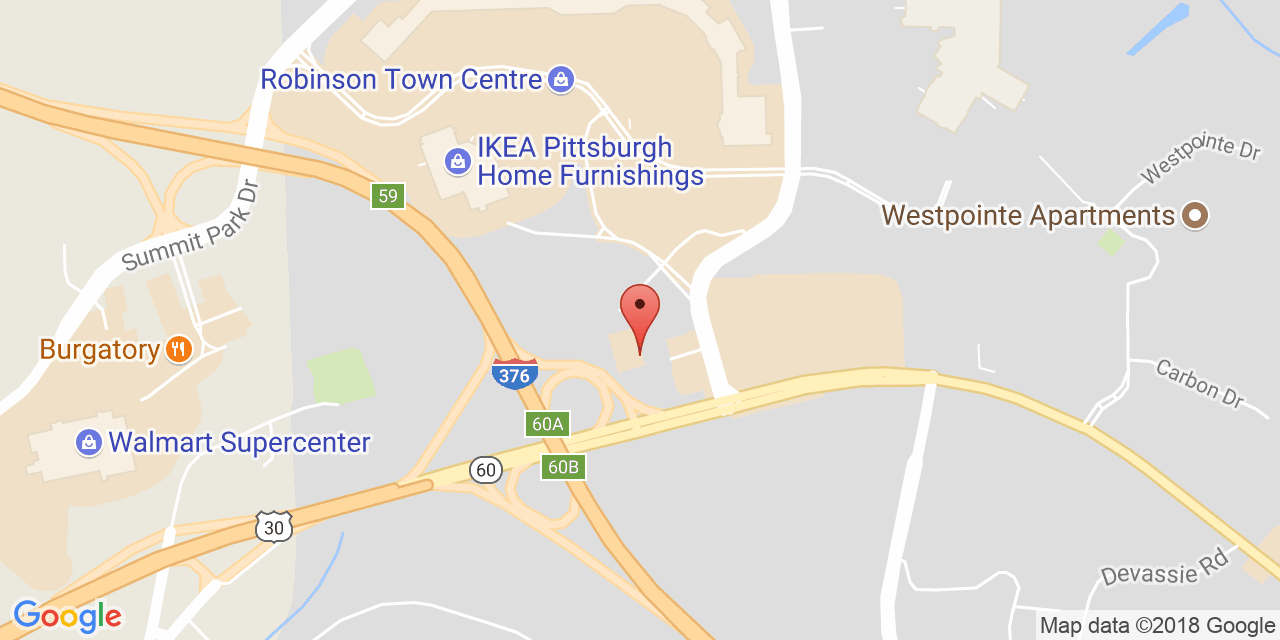 Robinson Town Centre
IKEA Pittsburgh
Home Furnishings
Westpointe Dr
59
Summit Park Dr
Westpointe Apartments
Burgatory
376
Carbon Dr
60A
Walmart Supercenter
60
60B
30
Devassie Rd
Google
Map data ©2018 Google